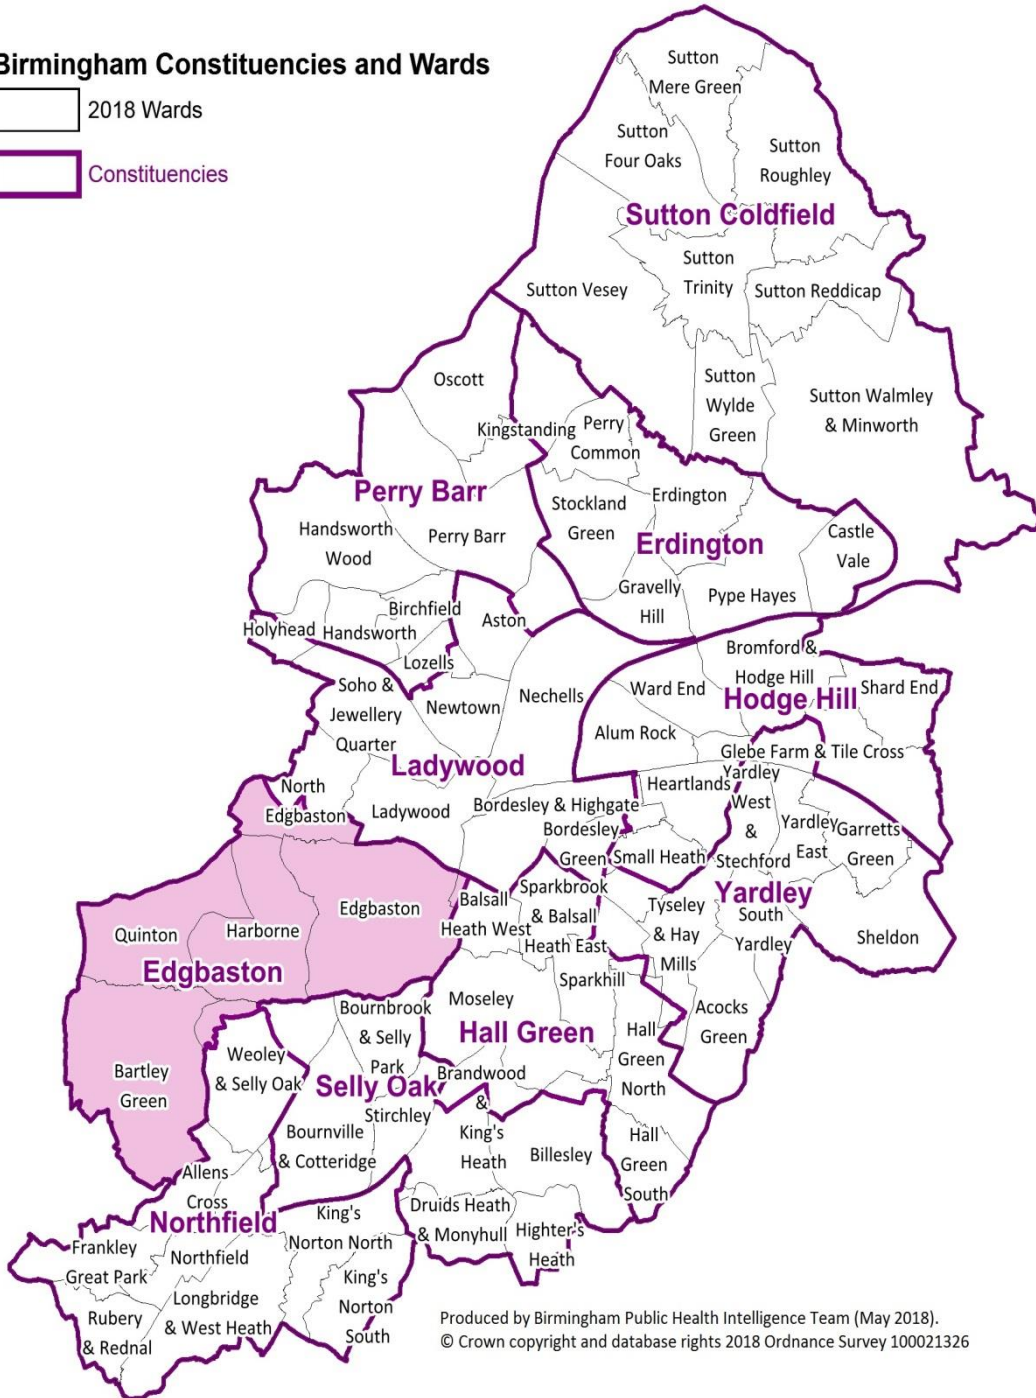 Birmingham Constituencies and Wards
2018 Wards
Constituencies
Sutton
Mere Green
Sutton
Four Oaks
Sutton
Roughley
Sutton Coldfield
Sutton
Trinity
Sutton Vesey
Sutton Reddicap
Sutton
Wylde
Green
Sutton Walmley
& Minworth
Oscott
Kingstanding
Perry
Common
Perry Barr
Stockland
Green
Erdington
Handsworth
Wood
Perry Barr
Erdington
Castle
Vale
Gravelly
Hill
Pype Hayes
Birchfield
Holyhead
Handsworth
Aston
Lozells
Bromford &
Hodge Hill
Soho &
Jewellery
Quarter
Newtown
Nechells
Ward End
Hodge Hill
Shard End
Alum Rock
Glebe Farm & Tile Cross
Ladywood
North
Edgbaston
Ladywood
Bordesley & Highgate
Heartlands
Yardley
West
&
Stechford
Bordesley
Green
Small Heath
Yardley
East
Garretts
Green
Yardley
Edgbaston
Balsall
Heath West
Sparkbrook
& Balsall
Heath East
Tyseley
& Hay
Mills
South
Yardley
Sheldon
Quinton
Harborne
Edgbaston
Sparkhill
Moseley
Bournbrook
& Selly
Park
Hall Green
Hall
Green
North
Acocks
Green
Bartley
Green
Weoley
& Selly Oak
Selly Oak
Brandwood
&
King's
Heath
Stirchley
Bournville
& Cotteridge
Billesley
Hall
Green
South
Allens
Cross
Northfield
King's
Norton North
Druids Heath
& Monyhull
Highter's
Heath
Frankley
Great Park
Northfield
King's
Norton
South
Longbridge
& West Heath
Rubery
& Rednal
Produced by Birmingham Public Health Intelligence Team (May 2018).
© Crown copyright and database rights 2018 Ordnance Survey 100021326